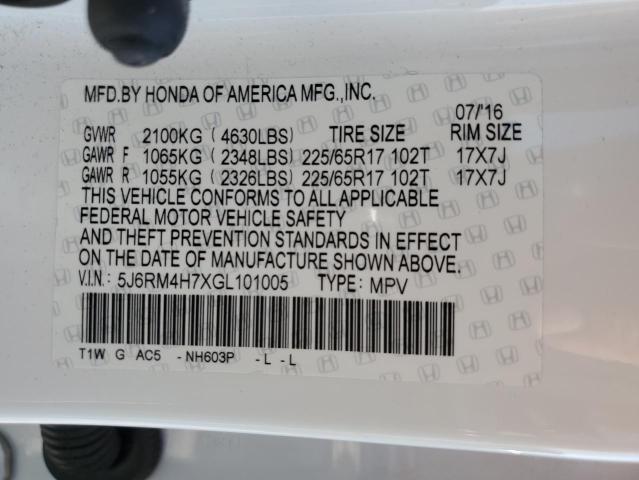 MFD.BY HONDA OF AMERICA MFG.,INC.
07/'16
GVWR 2100KG ( 4630LBS) TIRE SIZE RIM SIZE
GAWR F 1065KG ( 2348LBS) 225/65R17 102T 17X7J
GAWR R 1055KG ( 2326LBS) 225/65R17 102T 17X7J
THIS VEHICLE CONFORMS TO ALL APPLICABLE
FEDERAL MOTOR VEHICLE SAFETY
AND THEFT PREVENTION STANDARDS IN EFFECT
ON THE DATE OF MANUFACTURE SHOWN ABOVE.
V.I.N.: 5J6RM4H7XGL101005 TYPE: MPV
T1W G AC5 -NH603P -L -L